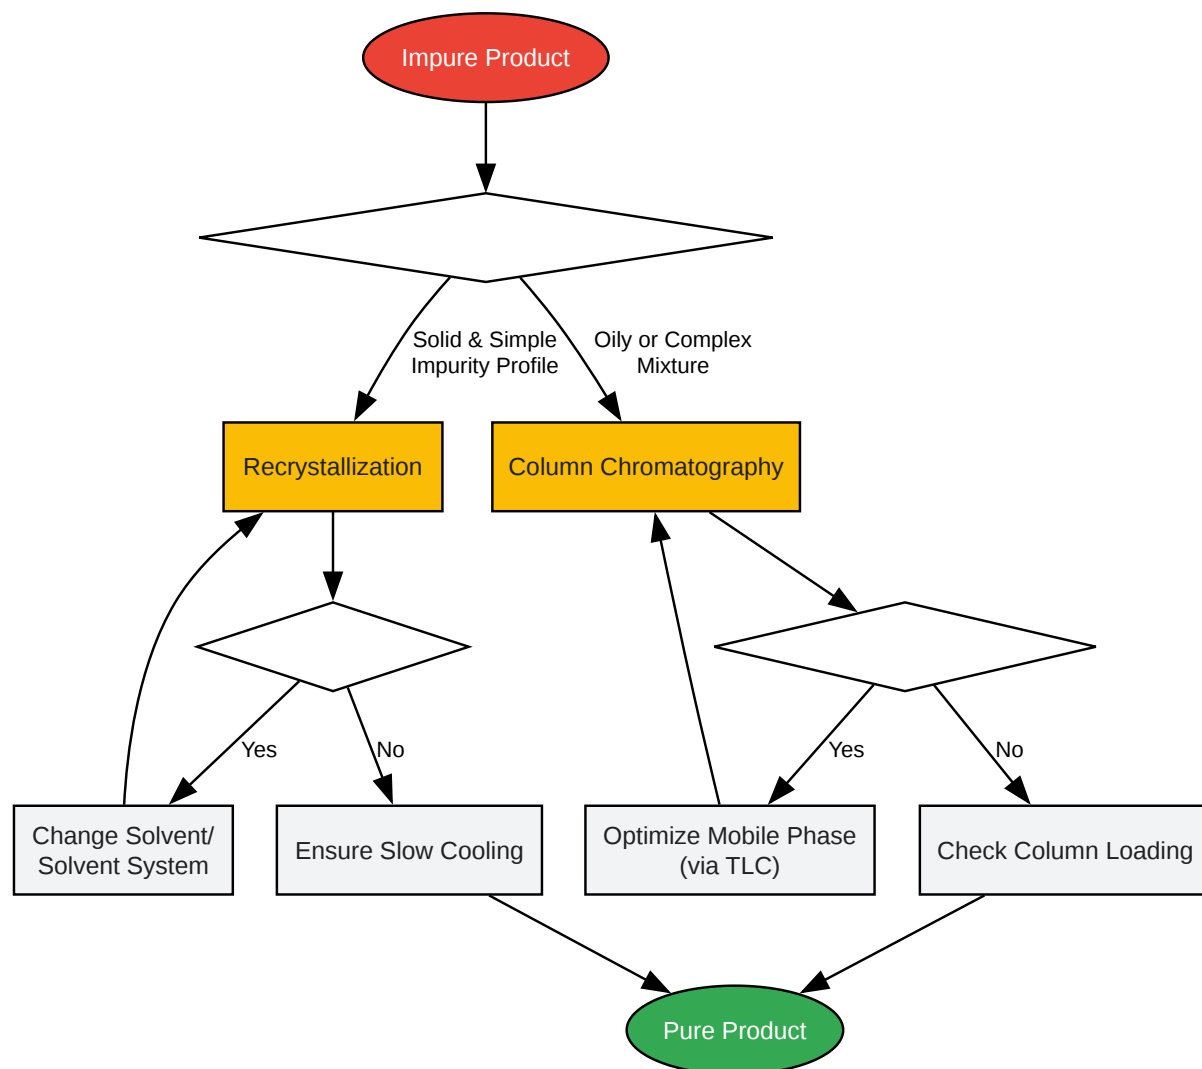 Impure Product
Solid & Simple
Impurity Profile
Oily or Complex
Mixture
Recrystallization
Column Chromatography
Yes
No
Yes
No
Change Solvent/
Solvent System
Ensure Slow Cooling
Optimize Mobile Phase
(via TLC)
Check Column Loading
Pure Product